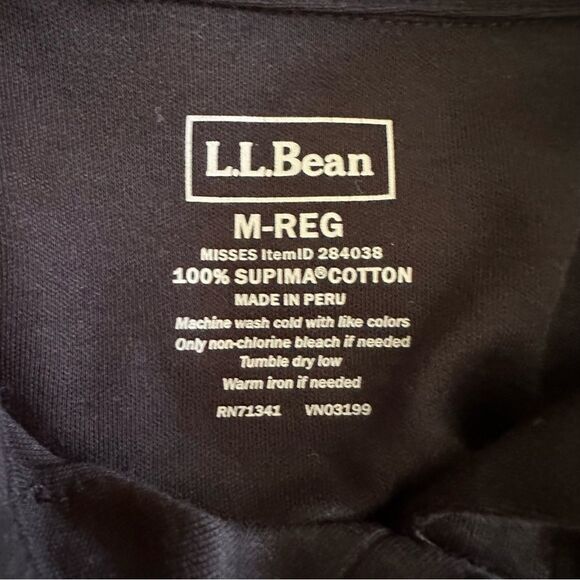 L.L.Bean
M-REG
MISSES ItemID 284038
100% SUPIMA®COTTON
MADE IN PERU
Machine wash cold with like colors
Only non-chlorine bleach if needed
Tumble dry low
Warm iron if needed
RN71341 VN03199